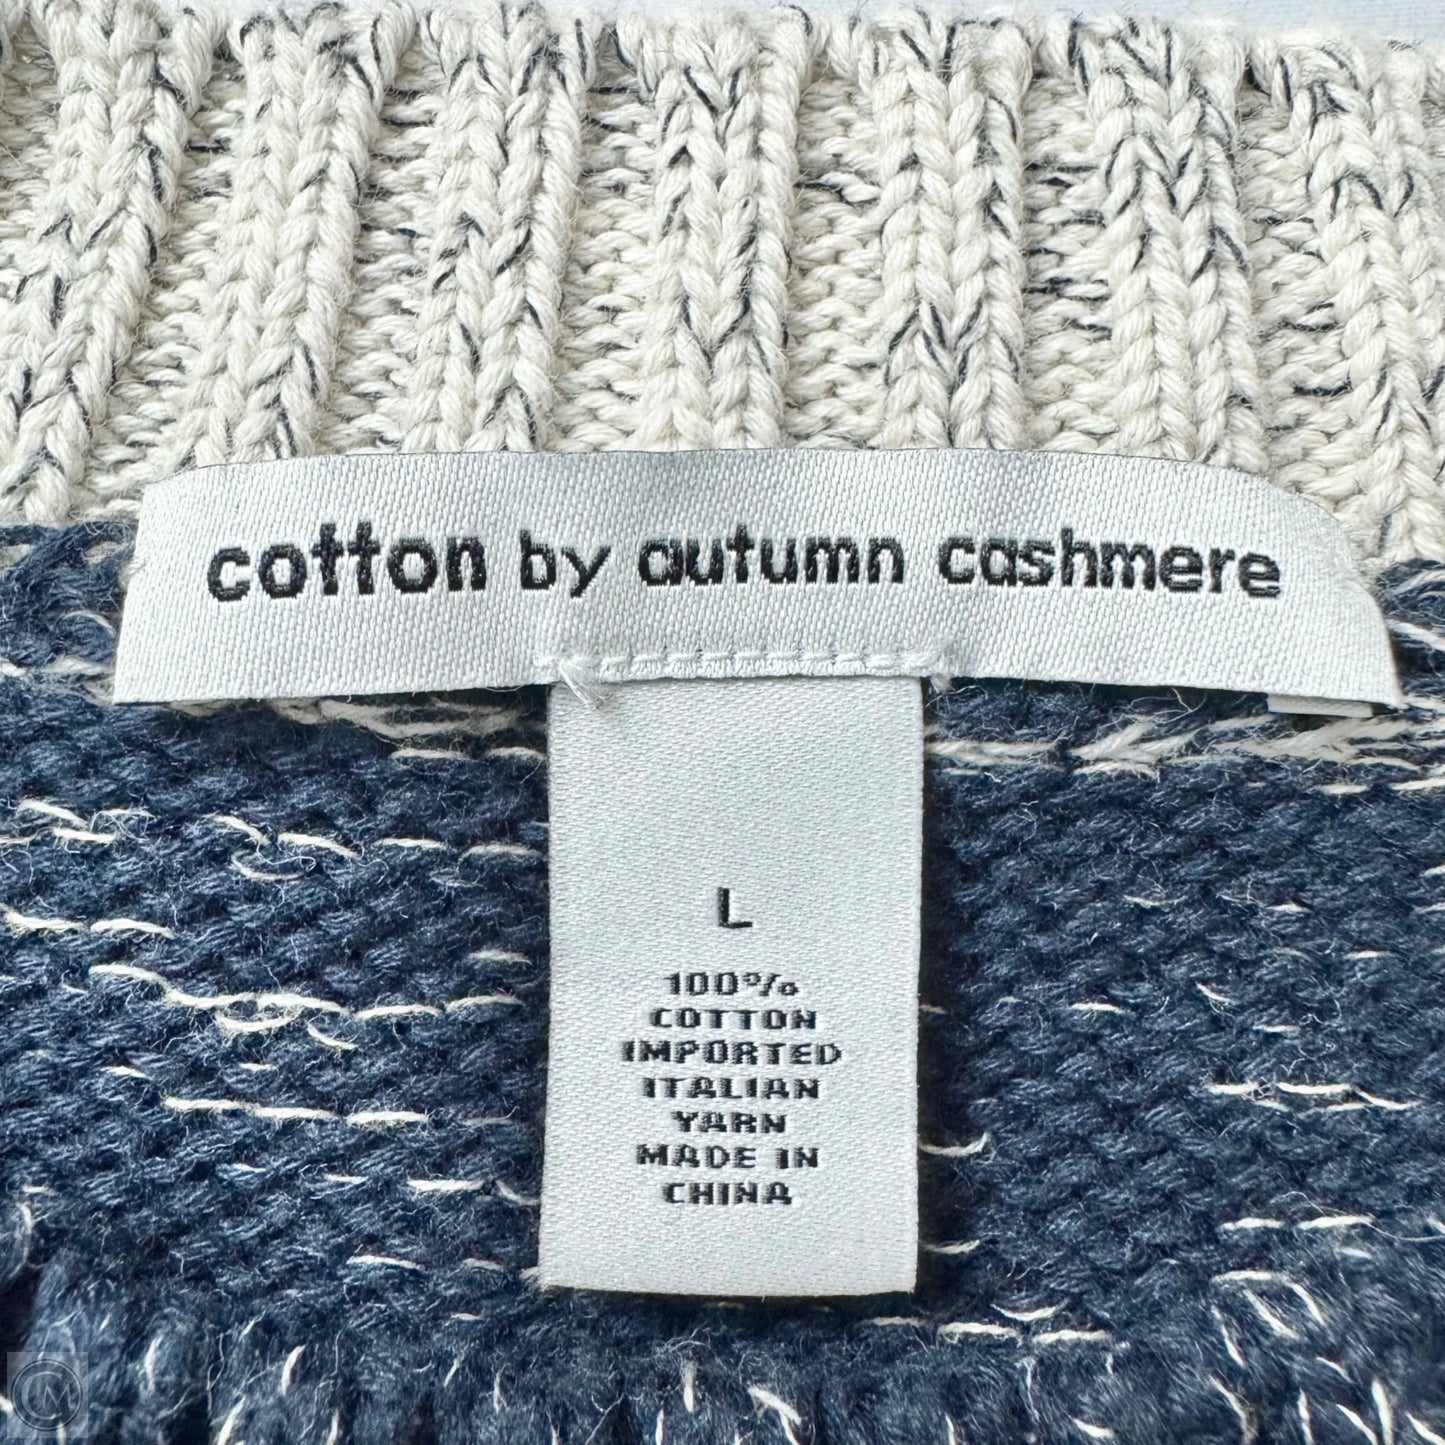 cotton by autumn cashmere
L
100%
COTTON
IMPORTED
ITALIAN
YARN
MADE IN
CHINA